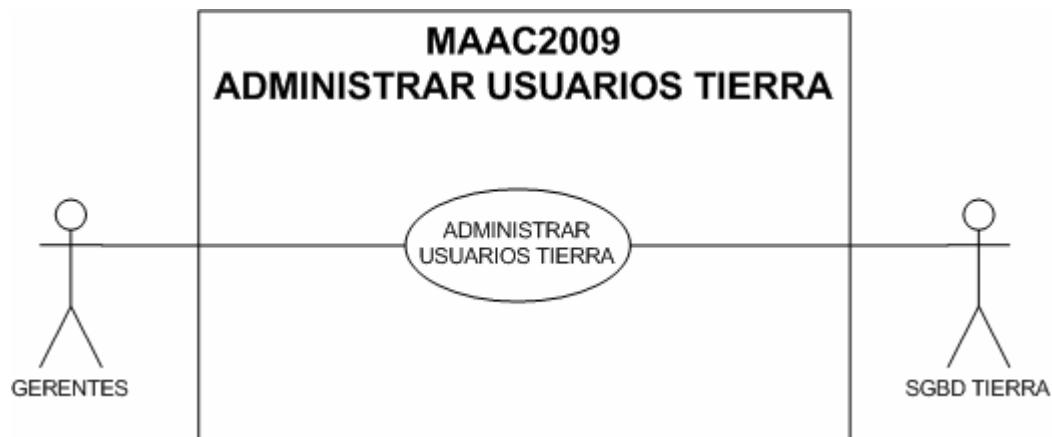 MAAC2009
ADMINISTRAR USUARIOS TIERRA
ADMINISTRAR
USUARIOS TIERRA
GERENTES
SGBD TIERRA